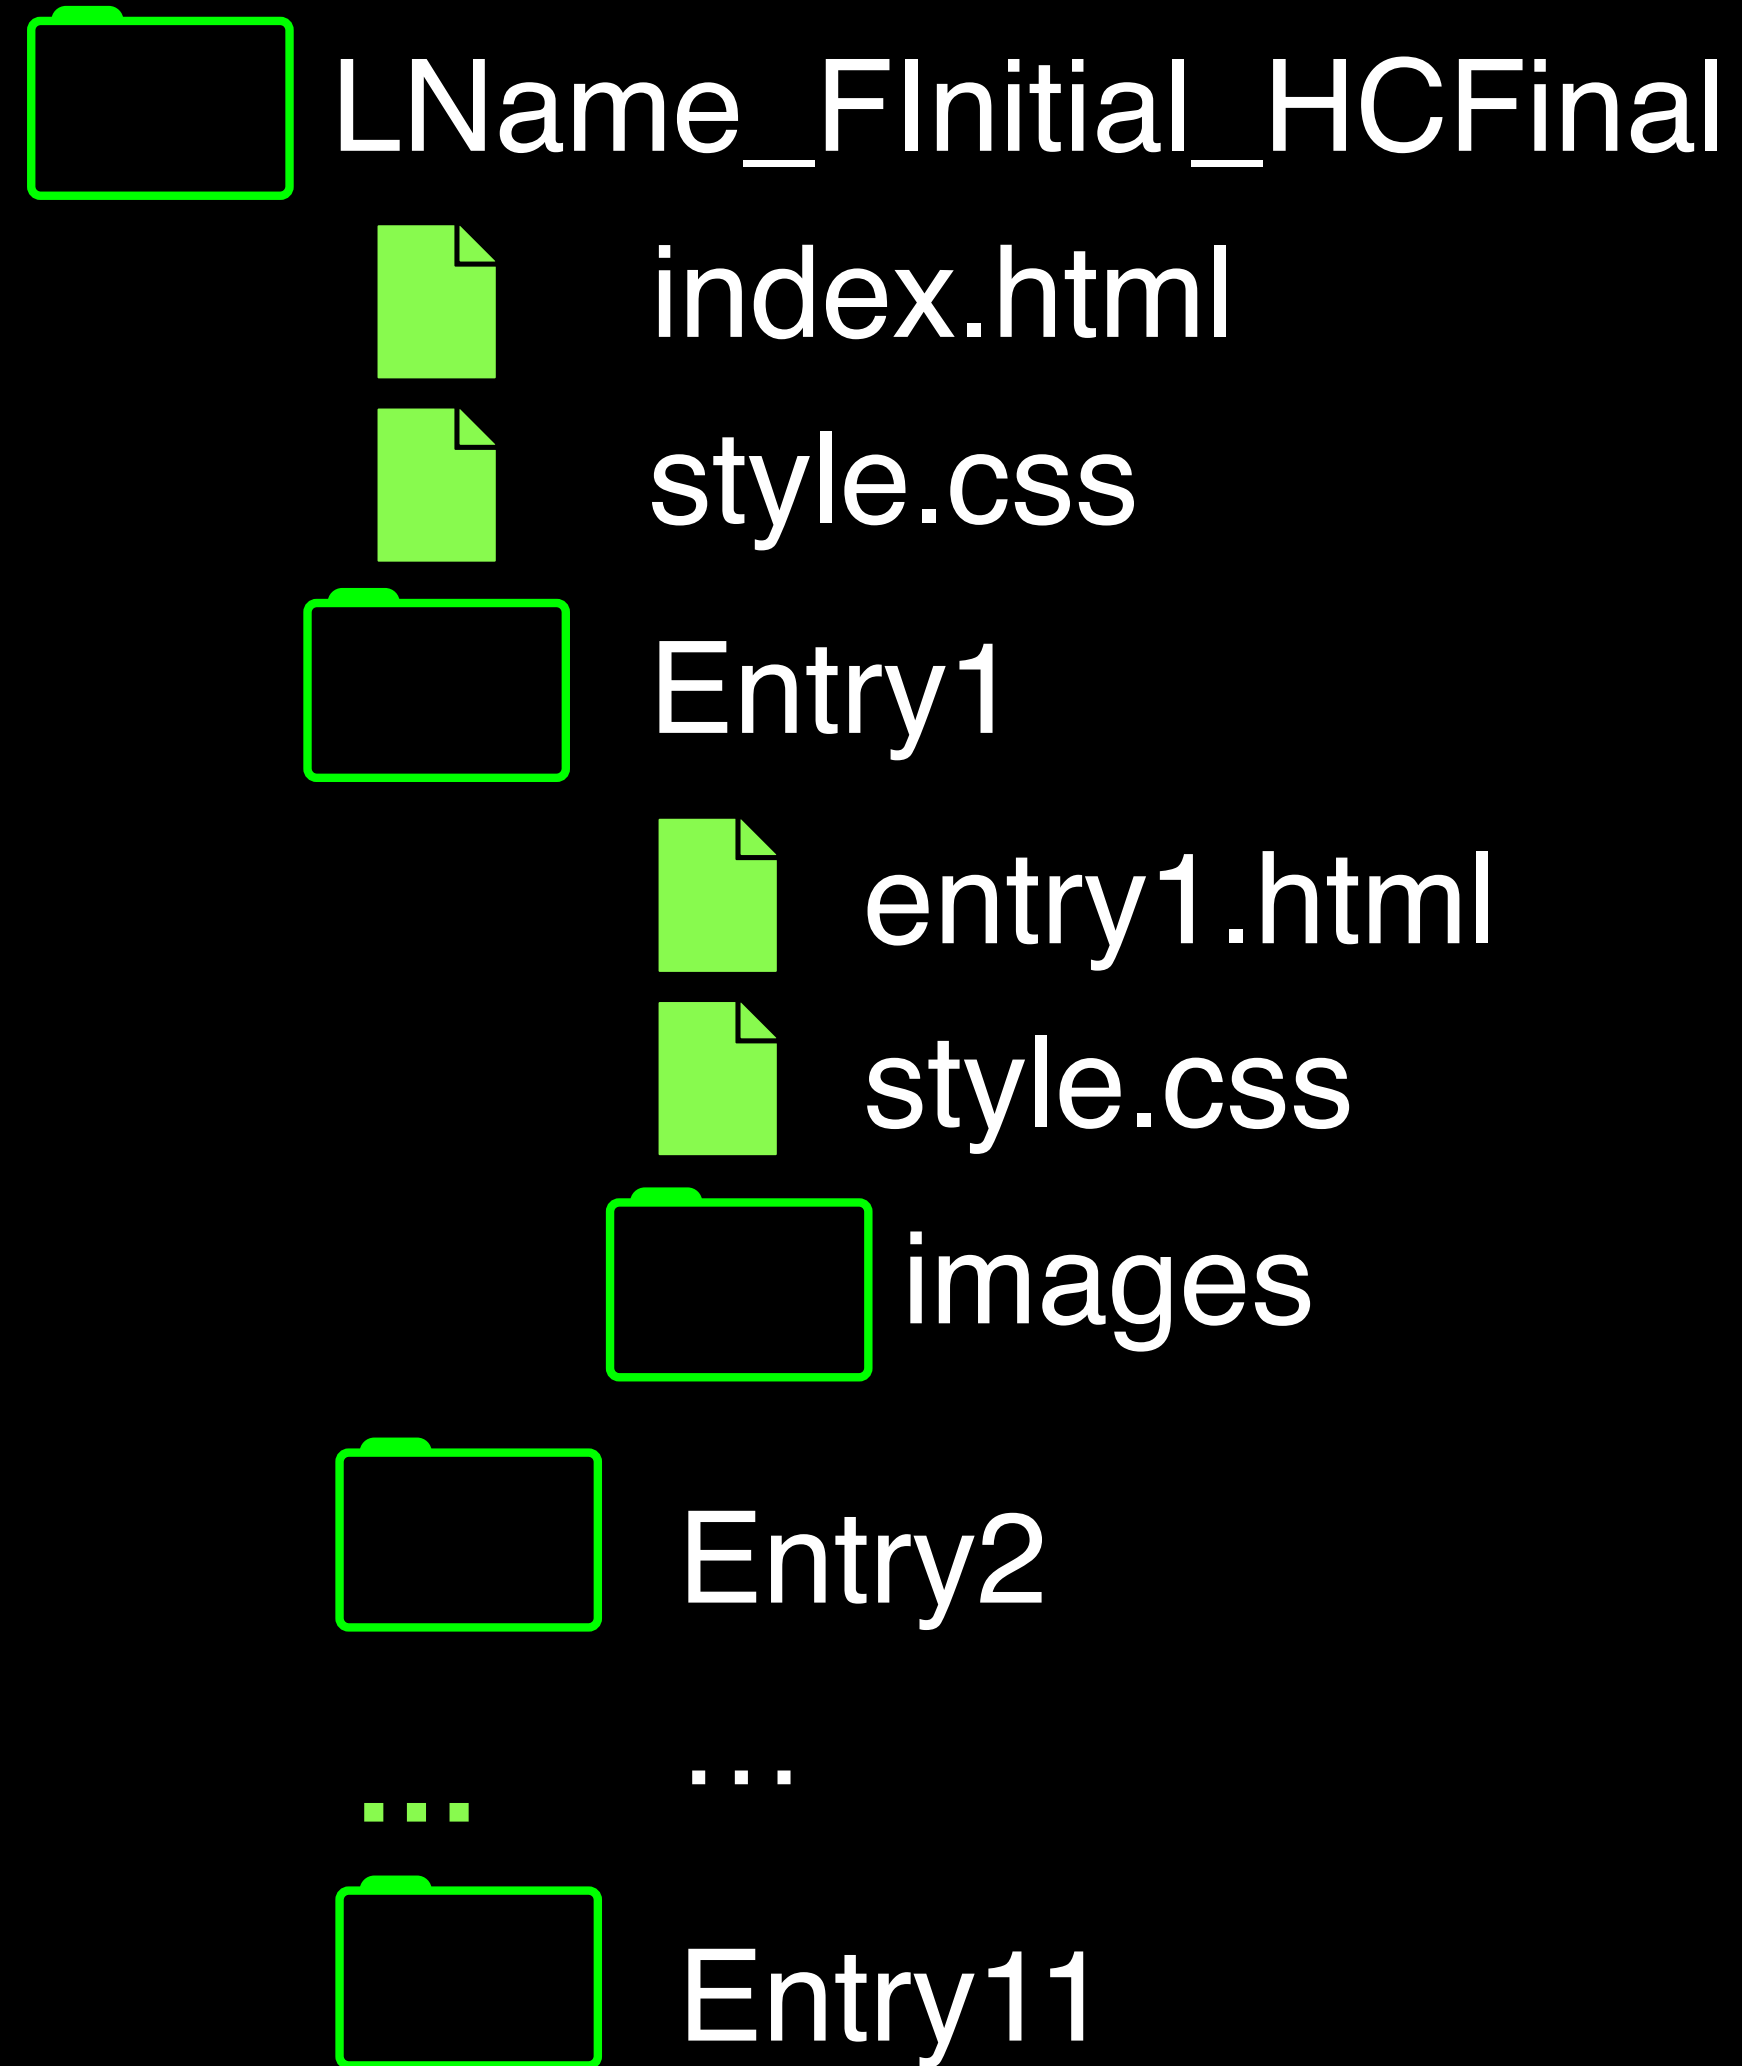 LName_FInitial_HCFinal
index.html
style.css
Entry1
entry1.html
style.css
images
Entry2
...
...
Entry11